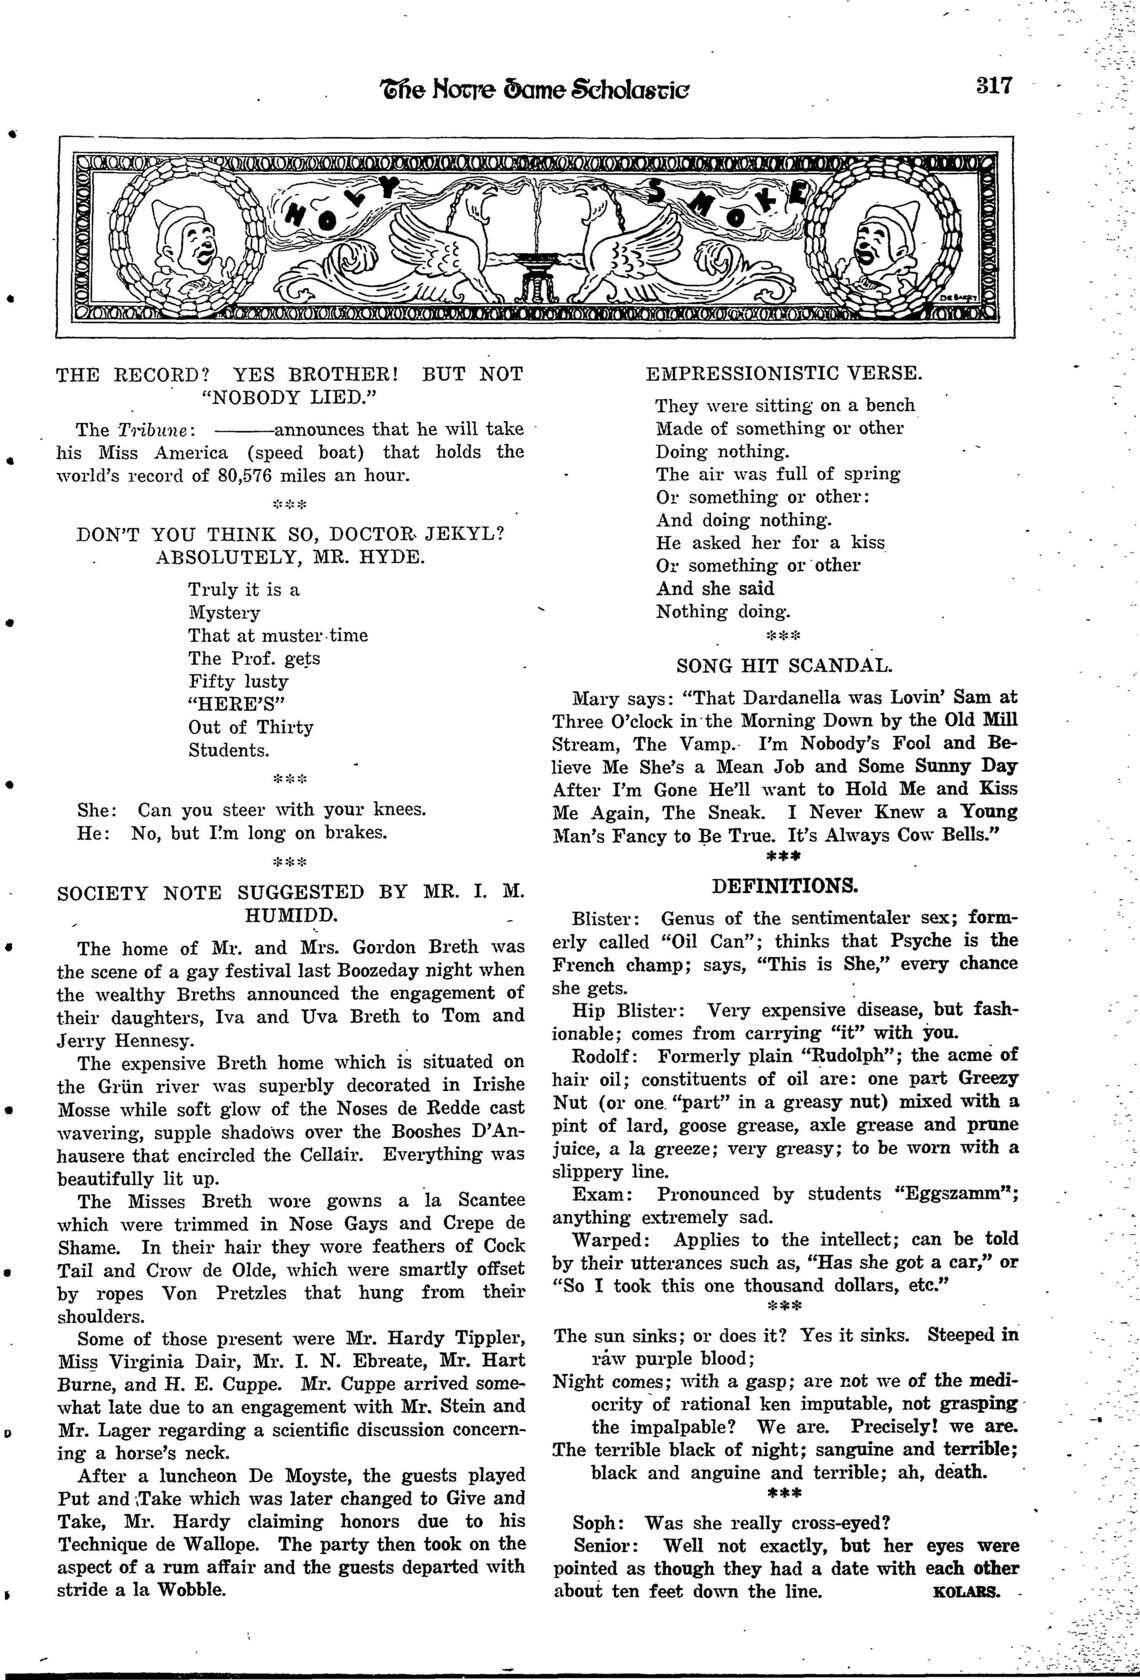 The Notre Dame Scholastic
317
HOLY SMOKE
DE BARRY
THE RECORD? YES BROTHER! BUT NOT
"NOBODY LIED."
The Tribune: ———announces that he will take
his Miss America (speed boat) that holds the
world's record of 80,576 miles an hour.
***
DON'T YOU THINK SO, DOCTOR JEKYL?
ABSOLUTELY, MR. HYDE.
Truly it is a
Mystery
That at muster time
The Prof. gets
Fifty lusty
"HERE'S"
Out of Thirty
Students.
***
She: Can you steer with your knees.
He: No, but I'm long on brakes.
***
SOCIETY NOTE SUGGESTED BY MR. I. M.
HUMIDD.
The home of Mr. and Mrs. Gordon Breth was
the scene of a gay festival last Boozeday night when
the wealthy Breths announced the engagement of
their daughters, Iva and Uva Breth to Tom and
Jerry Hennesy.
The expensive Breth home which is situated on
the Grün river was superbly decorated in Irishe
Mosse while soft glow of the Noses de Redde cast
wavering, supple shadows over the Booshes D'An-
hausere that encircled the Cellair. Everything was
beautifully lit up.
The Misses Breth wore gowns a la Scantee
which were trimmed in Nose Gays and Crepe de
Shame. In their hair they wore feathers of Cock
Tail and Crow de Olde, which were smartly offset
by ropes Von Pretzles that hung from their
shoulders.
Some of those present were Mr. Hardy Tippler,
Miss Virginia Dair, Mr. I. N. Ebreate, Mr. Hart
Burne, and H. E. Cuppe. Mr. Cuppe arrived some-
what late due to an engagement with Mr. Stein and
Mr. Lager regarding a scientific discussion concern-
ing a horse's neck.
After a luncheon De Moyste, the guests played
Put and Take which was later changed to Give and
Take, Mr. Hardy claiming honors due to his
Technique de Wallope. The party then took on the
aspect of a rum affair and the guests departed with
stride a la Wobble.
EMPRESSIONISTIC VERSE.
They were sitting on a bench
Made of something or other
Doing nothing.
The air was full of spring
Or something or other:
And doing nothing.
He asked her for a kiss
Or something or other
And she said
Nothing doing.
***
SONG HIT SCANDAL.
Mary says: "That Dardanella was Lovin' Sam at
Three O'clock in the Morning Down by the Old Mill
Stream, The Vamp. I'm Nobody's Fool and Be-
lieve Me She's a Mean Job and Some Sunny Day
After I'm Gone He'll want to Hold Me and Kiss
Me Again, The Sneak. I Never Knew a Young
Man's Fancy to Be True. It's Always Cow Bells."
***
DEFINITIONS.
Blister: Genus of the sentimentaler sex; form-
erly called "Oil Can"; thinks that Psyche is the
French champ; says, "This is She," every chance
she gets.
Hip Blister: Very expensive disease, but fash-
ionable; comes from carrying "it" with you.
Rodolf: Formerly plain "Rudolph"; the acme of
hair oil; constituents of oil are: one part Greezy
Nut (or one "part" in a greasy nut) mixed with a
pint of lard, goose grease, axle grease and prune
juice, a la greeze; very greasy; to be worn with a
slippery line.
Exam: Pronounced by students "Eggszamm";
anything extremely sad.
Warped: Applies to the intellect; can be told
by their utterances such as, "Has she got a car," or
"So I took this one thousand dollars, etc."
***
The sun sinks; or does it? Yes it sinks. Steeped in
raw purple blood;
Night comes; with a gasp; are not we of the medi-
ocrity of rational ken imputable, not grasping
the impalpable? We are. Precisely! we are.
The terrible black of night; sanguine and terrible;
black and anguine and terrible; ah, death.
***
Soph: Was she really cross-eyed?
Senior: Well not exactly, but her eyes were
pointed as though they had a date with each other
about ten feet down the line. KOLARS.